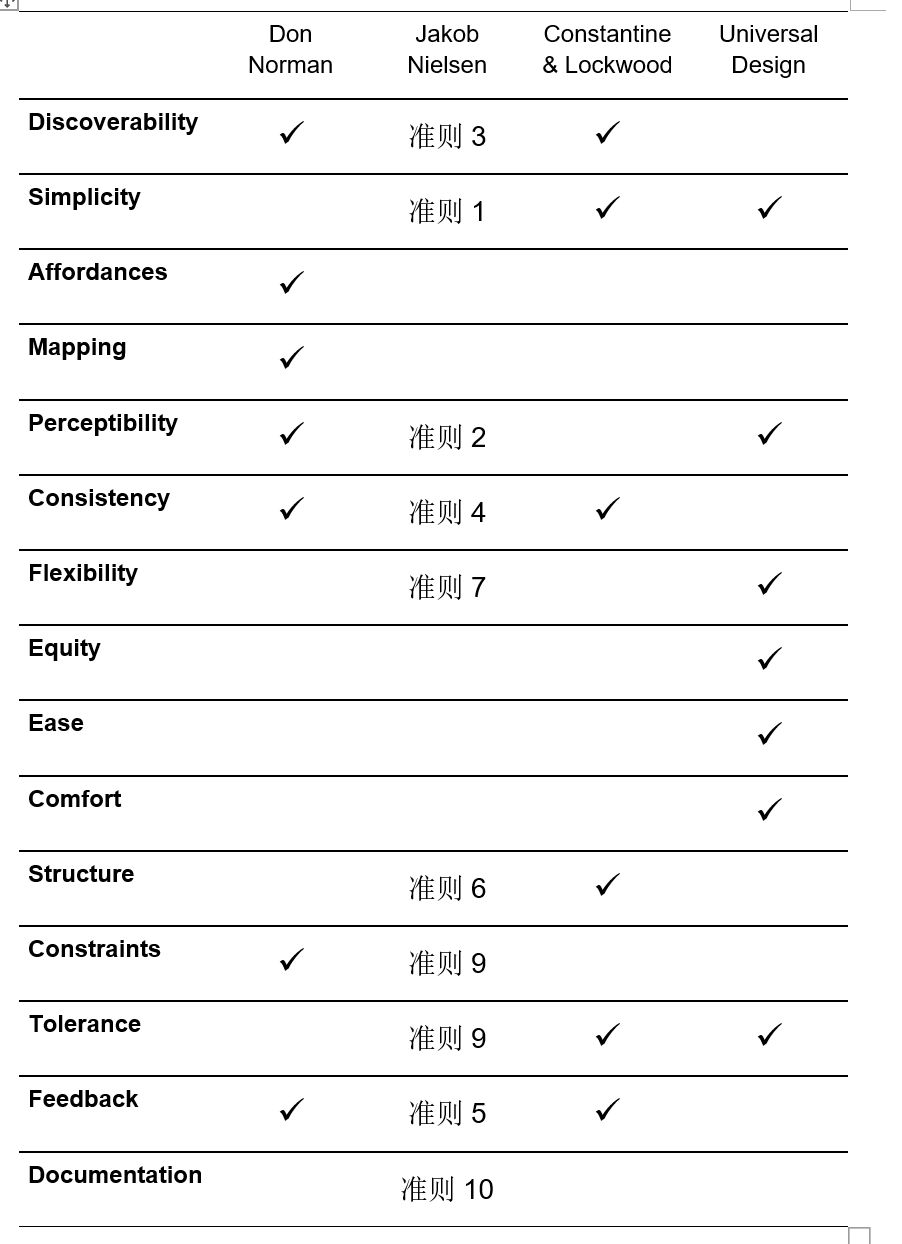 Don Norman Jakob Nielsen Constantine & Lockwood Universal Design
Discoverability ✓ 准则 3 ✓
Simplicity 准则 1 ✓ ✓
Affordances ✓
Mapping ✓
Perceptibility ✓ 准则 2 ✓
Consistency ✓ 准则 4 ✓
Flexibility 准则 7 ✓
Equity ✓
Ease ✓
Comfort ✓
Structure 准则 6 ✓
Constraints ✓ 准则 9
Tolerance 准则 9 ✓ ✓
Feedback ✓ 准则 5 ✓
Documentation 准则 10